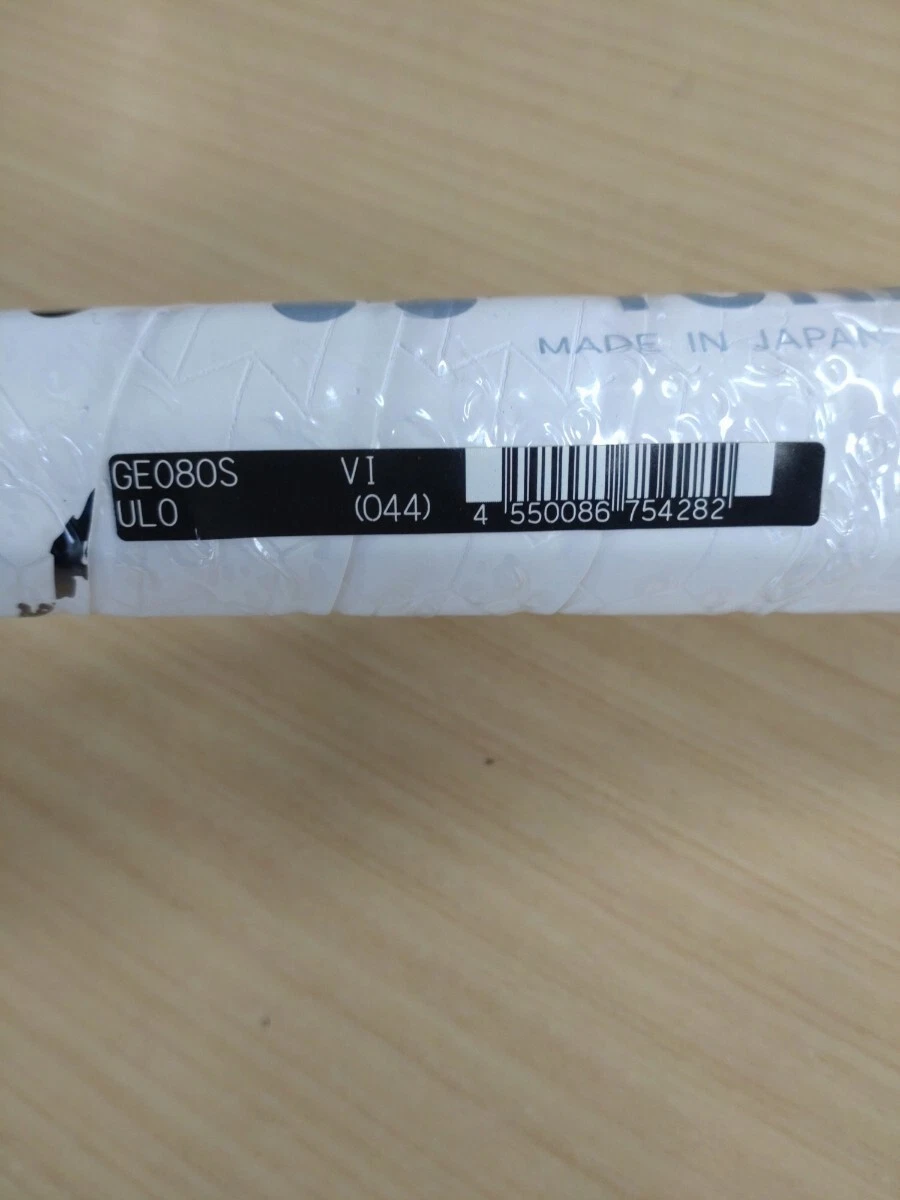 MADE IN JAPAN
GE080S VI
UL0 (044)
4 550086 754282